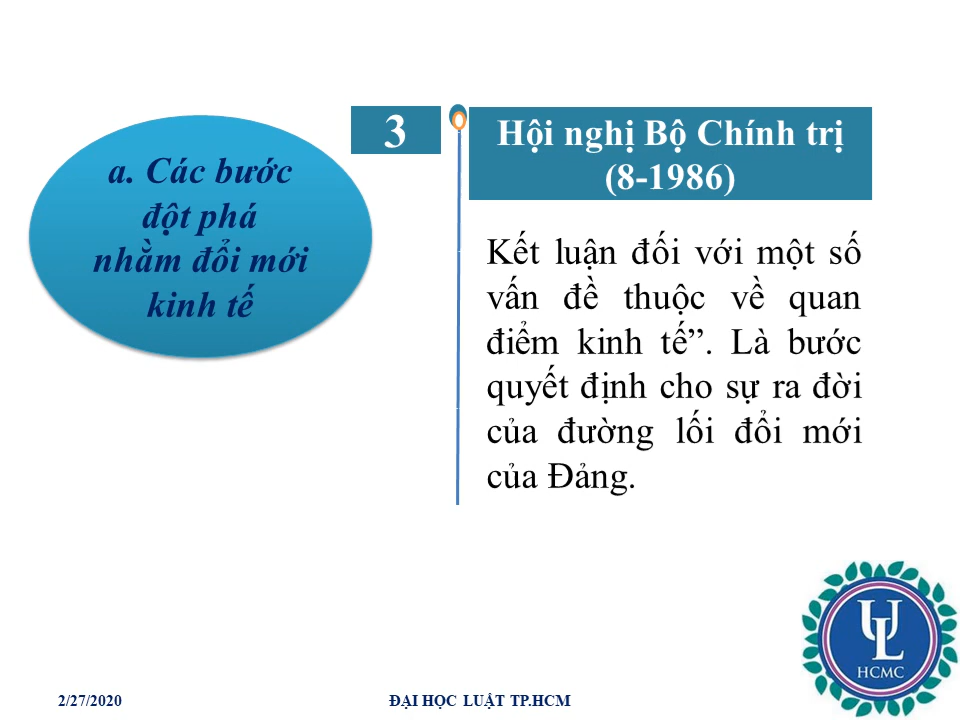 a. Các bước
đột phá
nhằm đổi mới
kinh tế
3
Hội nghị Bộ Chính trị
(8-1986)
Kết luận đối với một số
vấn đề thuộc về quan
điểm kinh tế”. Là bước
quyết định cho sự ra đời
của đường lối đổi mới
của Đảng.
UL
HCMC
2/27/2020
ĐẠI HỌC LUẬT TP.HCM